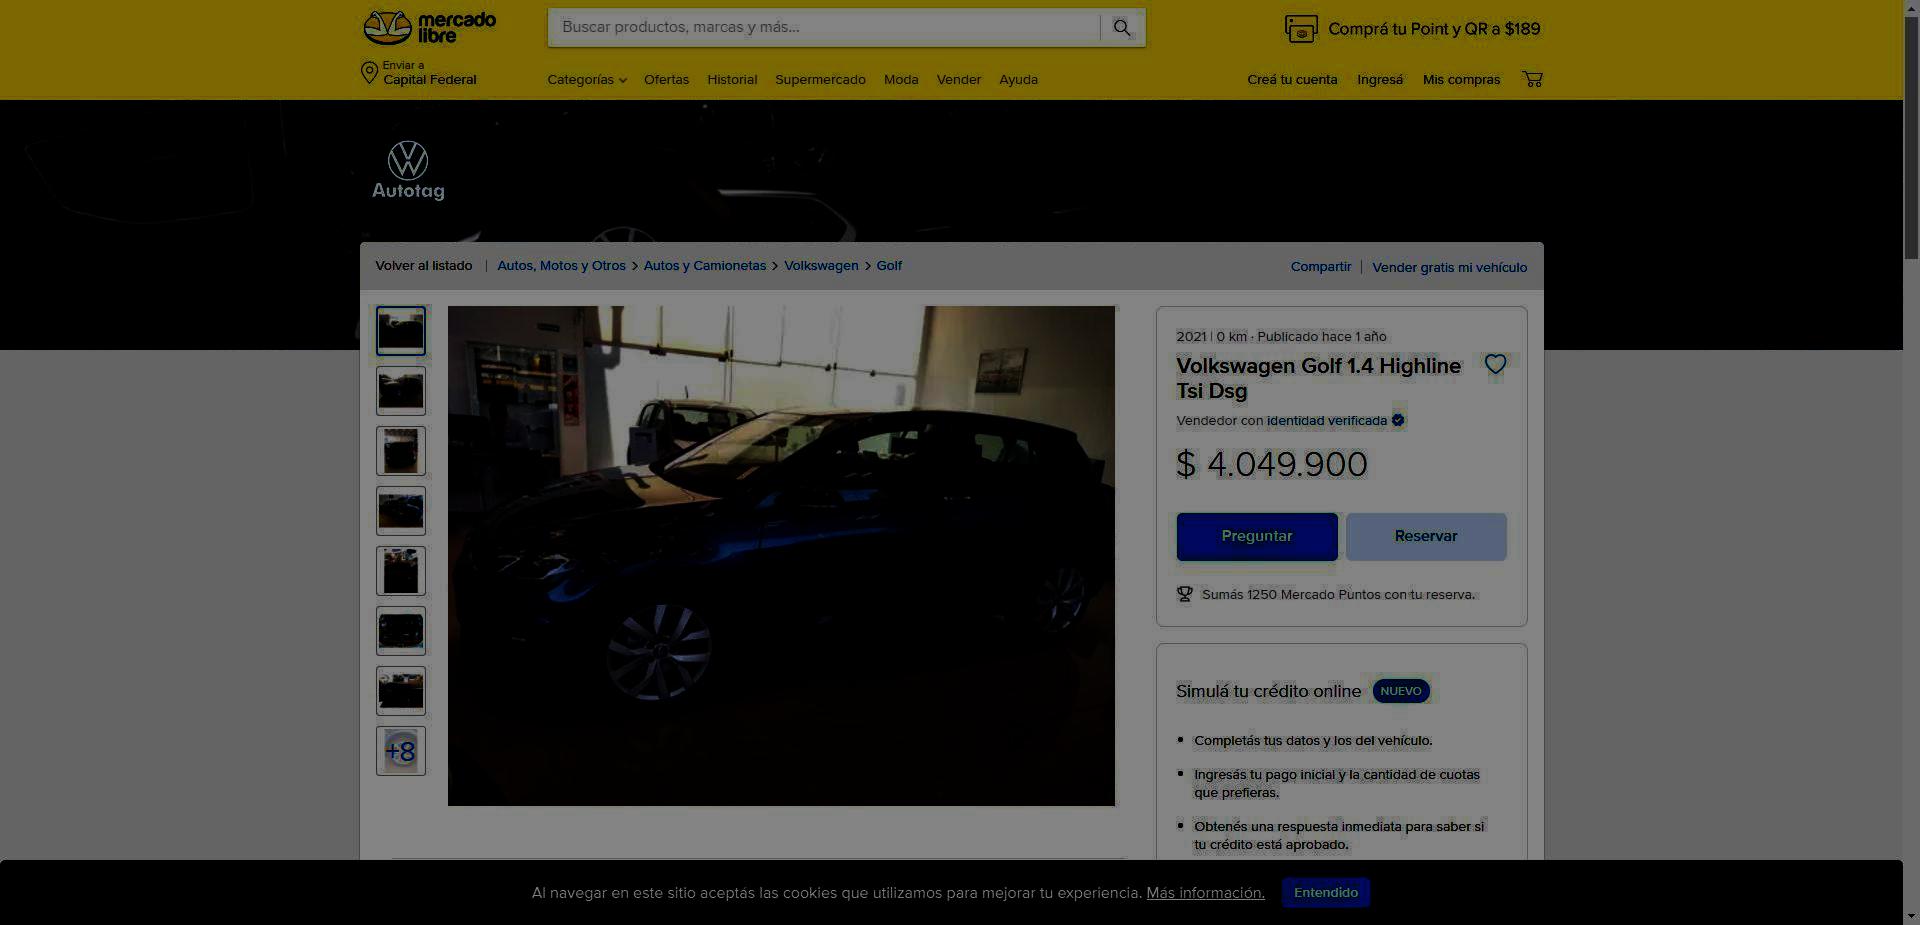 mercado
libre
Buscar productos, marcas y más...
Comprá tu Point y QR a $189
Enviar a
Capital Federal
Categorías
Ofertas
Historial
Supermercado
Moda
Vender
Ayuda
Creá tu cuenta
Ingresá
Mis compras
Autotag
Volver al listado | Autos, Motos y Otros > Autos y Camionetas > Volkswagen > Golf
Compartir | Vender gratis mi vehículo
2021 | 0 km · Publicado hace 1 año
Volkswagen Golf 1.4 Highline
Tsi Dsg
Vendedor con identidad verificada
$ 4.049.900
Preguntar
Reservar
Sumás 1250 Mercado Puntos con tu reserva.
Simulá tu crédito online NUEVO
• Completás tus datos y los del vehículo.
• Ingresás tu pago inicial y la cantidad de cuotas
que prefieras.
• Obtenés una respuesta inmediata para saber si
tu crédito está aprobado.
+8
Al navegar en este sitio aceptás las cookies que utilizamos para mejorar tu experiencia. Más información.
Entendido